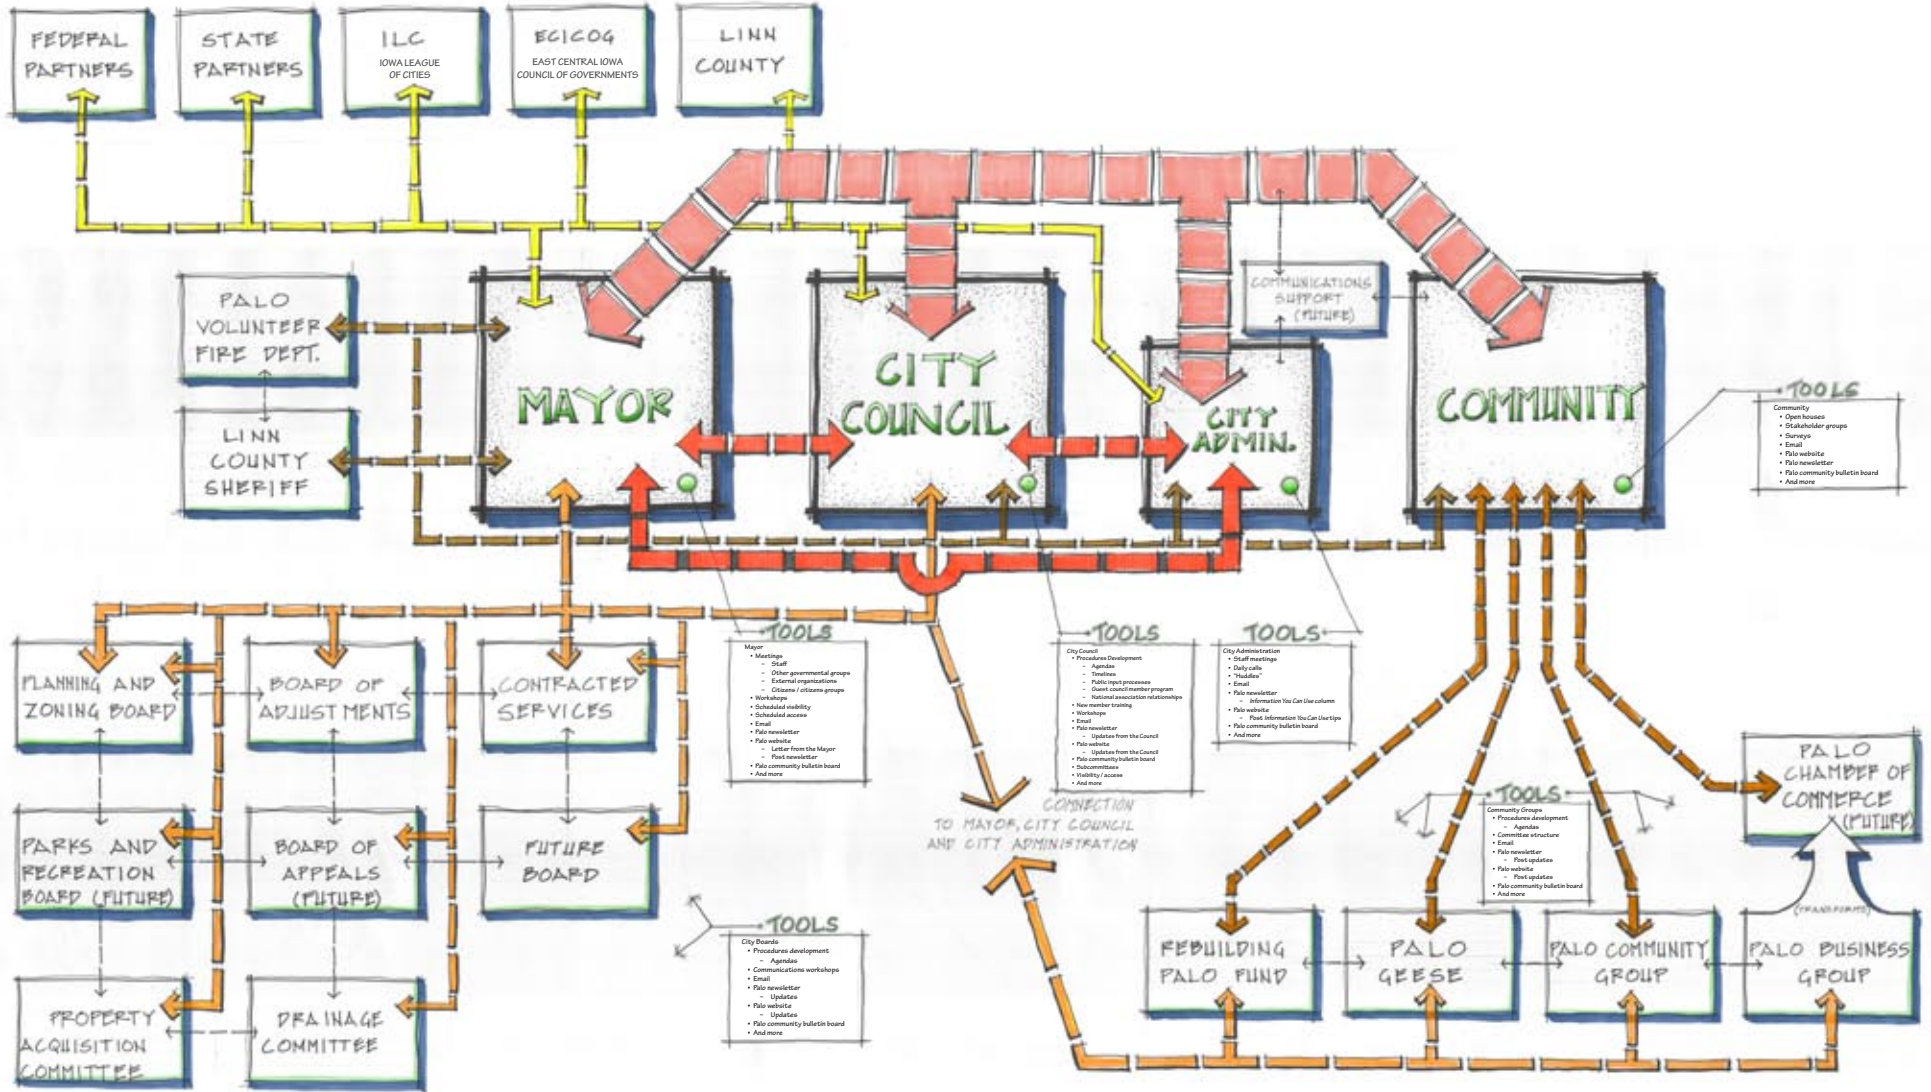 FEDERAL
PARTNERS
STATE
PARTNERS
ILC
IOWA LEAGUE
OF CITIES
ECICOG
EAST CENTRAL IOWA
COUNCIL OF GOVERNMENTS
LINN
COUNTY
PALO
VOLUNTEER
FIRE DEPT.
LINN
COUNTY
SHERIFF
MAYOR
CITY
COUNCIL
CITY
ADMIN.
COMMUNICATIONS
SUPPORT
(FUTURE)
COMMUNITY
TOOLS
Community
• Open houses
• Stakeholder groups
• Surveys
• Email
• Palo website
• Palo newsletter
• Palo community bulletin board
• And more
TOOLS
Mayor
• Meetings
– Staff
– Other governmental groups
– External organizations
– Citizens / citizens groups
• Workshops
• Scheduled visibility
• Scheduled access
• Email
• Palo newsletter
• Palo website
– Letter from the Mayor
– Post newsletter
• Palo community bulletin board
• And more
TOOLS
City Council
• Procedures Development
– Agendas
– Timelines
– Public input processes
– Guest council member program
– National association relationships
• New member training
• Workshops
• Email
• Palo newsletter
– Updates from the Council
• Palo website
– Updates from the Council
• Palo community bulletin board
• Subcommittees
• Visibility / access
• And more
TOOLS
City Administration
• Staff meetings
• Daily calls
• "Huddles"
• Email
• Palo newsletter
– Information You Can Use column
• Palo website
– Post Information You Can Use tips
• Palo community bulletin board
• And more
PLANNING AND
ZONING BOARD
BOARD OF
ADJUSTMENTS
CONTRACTED
SERVICES
PARKS AND
RECREATION
BOARD (FUTURE)
BOARD OF
APPEALS
(FUTURE)
FUTURE
BOARD
PROPERTY
ACQUISITION
COMMITTEE
DRAINAGE
COMMITTEE
TOOLS
City Boards
• Procedures development
– Agendas
• Communications workshops
• Email
• Palo newsletter
– Updates
• Palo website
– Updates
• Palo community bulletin board
• And more
CONNECTION
TO MAYOR, CITY COUNCIL
AND CITY ADMINISTRATION
TOOLS
Community Groups
• Procedures development
– Agendas
• Committee structure
• Email
• Palo newsletter
– Post updates
• Palo website
– Post updates
• Palo community bulletin board
• And more
PALO
CHAMBER OF
COMMERCE
(FUTURE)
(TRANSFORMS)
REBUILDING
PALO FUND
PALO
GEESE
PALO COMMUNITY
GROUP
PALO BUSINESS
GROUP